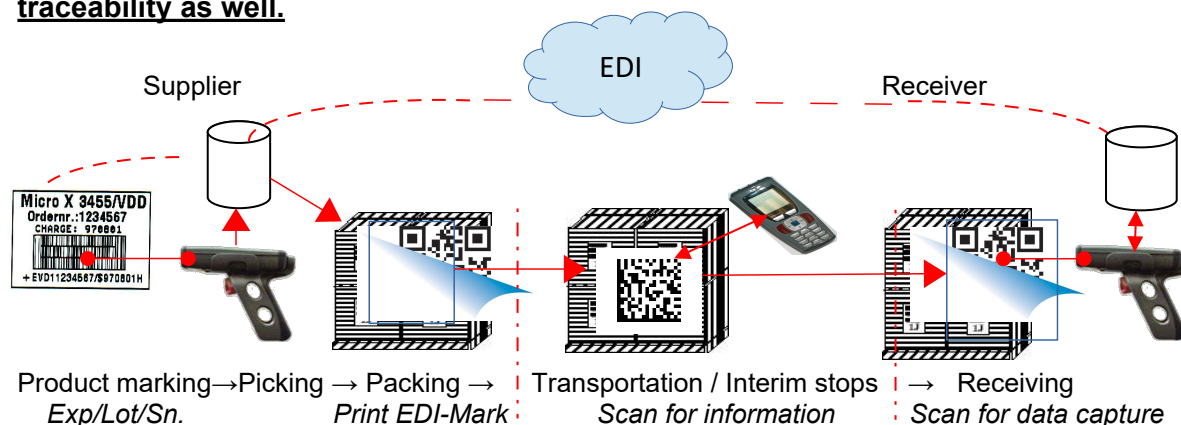 traceability as well.
EDI
Supplier
Receiver
Micro X 3455/VDD
Ordernr.:1234567
CHARGE: 970801
+EVD11234567/$970801H
Product marking→Picking → Packing → Transportation / Interim stops → Receiving
Exp/Lot/Sn. Print EDI-Mark Scan for information Scan for data capture